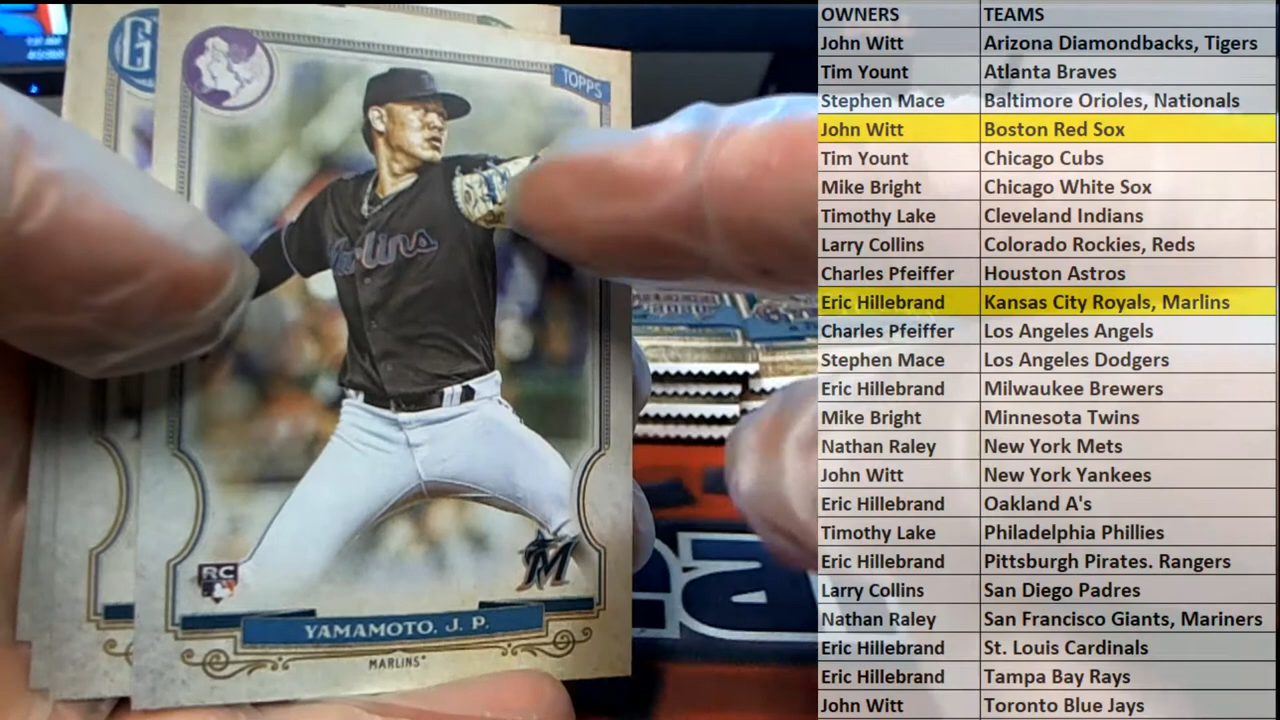 G
TOPPS
Marlins
M
RC
YAMAMOTO, J. P.
MARLINS
OWNERS TEAMS
John Witt Arizona Diamondbacks, Tigers
Tim Yount Atlanta Braves
Stephen Mace Baltimore Orioles, Nationals
John Witt Boston Red Sox
Tim Yount Chicago Cubs
Mike Bright Chicago White Sox
Timothy Lake Cleveland Indians
Larry Collins Colorado Rockies, Reds
Charles Pfeiffer Houston Astros
Eric Hillebrand Kansas City Royals, Marlins
Charles Pfeiffer Los Angeles Angels
Stephen Mace Los Angeles Dodgers
Eric Hillebrand Milwaukee Brewers
Mike Bright Minnesota Twins
Nathan Raley New York Mets
John Witt New York Yankees
Eric Hillebrand Oakland A's
Timothy Lake Philadelphia Phillies
Eric Hillebrand Pittsburgh Pirates. Rangers
Larry Collins San Diego Padres
Nathan Raley San Francisco Giants, Mariners
Eric Hillebrand St. Louis Cardinals
Eric Hillebrand Tampa Bay Rays
John Witt Toronto Blue Jays